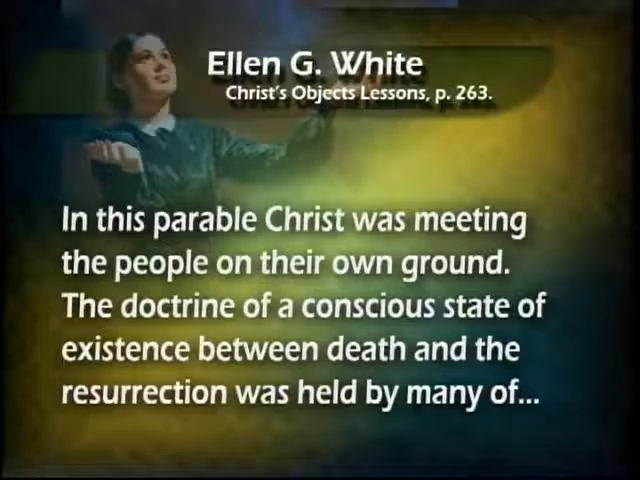 Ellen G. White
Christ's Objects Lessons, p. 263.
In this parable Christ was meeting
the people on their own ground.
The doctrine of a conscious state of
existence between death and the
resurrection was held by many of...